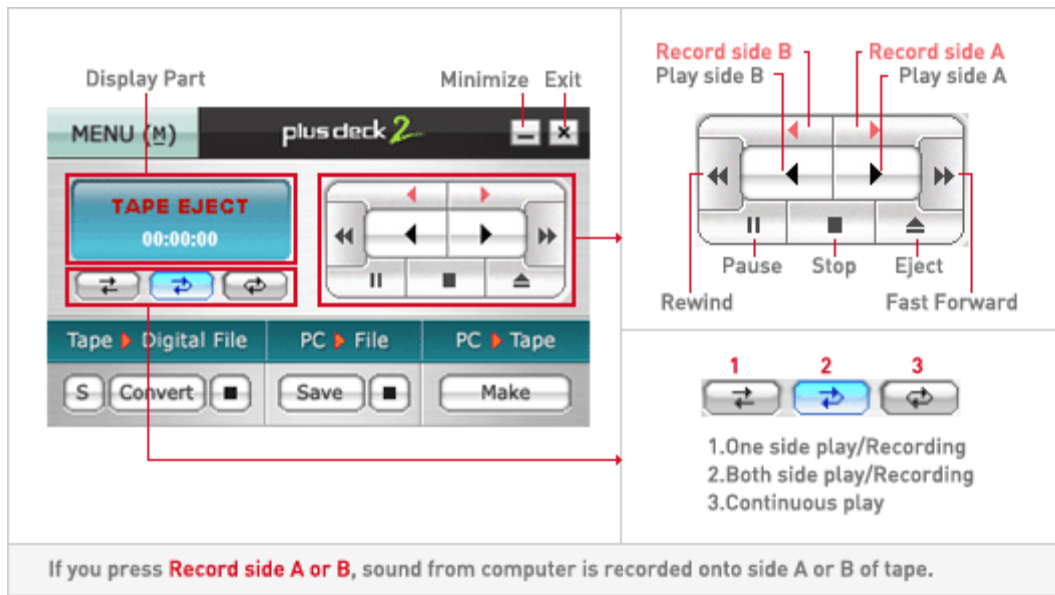 Display Part
Minimize Exit
MENU (M)
plus deck 2
TAPE EJECT
00:00:00
Tape Digital File
PC File
PC Tape
S Convert
Save
Make
Record side B
Play side B
Record side A
Play side A
Pause Stop Eject
Rewind
Fast Forward
1 2 3
1.One side play/Recording
2.Both side play/Recording
3.Continuous play
If you press Record side A or B, sound from computer is recorded onto side A or B of tape.